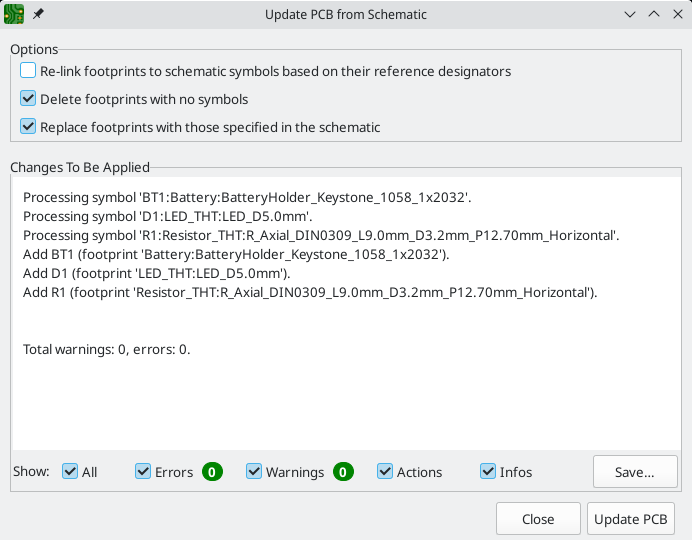 Update PCB from Schematic
Options
Re-link footprints to schematic symbols based on their reference designators
Delete footprints with no symbols
Replace footprints with those specified in the schematic
Changes To Be Applied
Processing symbol 'BT1:Battery:BatteryHolder_Keystone_1058_1x2032'.
Processing symbol 'D1:LED_THT:LED_D5.0mm'.
Processing symbol 'R1:Resistor_THT:R_Axial_DIN0309_L9.0mm_D3.2mm_P12.70mm_Horizontal'.
Add BT1 (footprint 'Battery:BatteryHolder_Keystone_1058_1x2032').
Add D1 (footprint 'LED_THT:LED_D5.0mm').
Add R1 (footprint 'Resistor_THT:R_Axial_DIN0309_L9.0mm_D3.2mm_P12.70mm_Horizontal').
Total warnings: 0, errors: 0.
Show: All Errors 0 Warnings 0 Actions Infos Save...
Close Update PCB